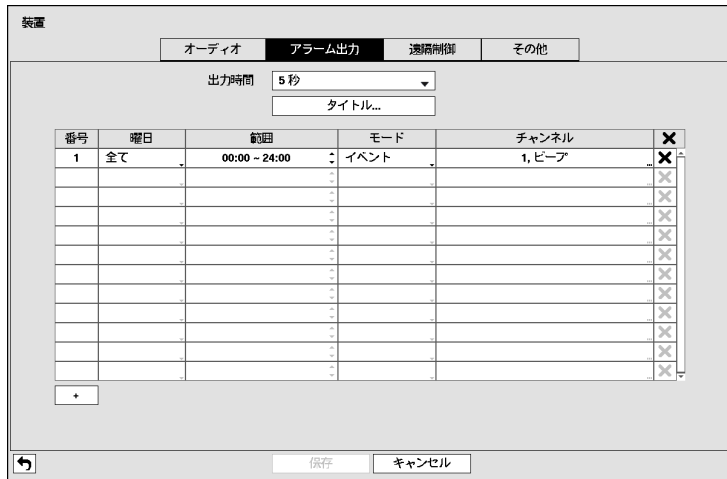 装置
オーディオ アラーム出力 遠隔制御 その他
出力時間 5 秒
タイトル...
番号 曜日 範囲 モード チャンネル
1 全て 00:00 ~ 24:00 イベント 1, ビープ ...
+
保存 キャンセル